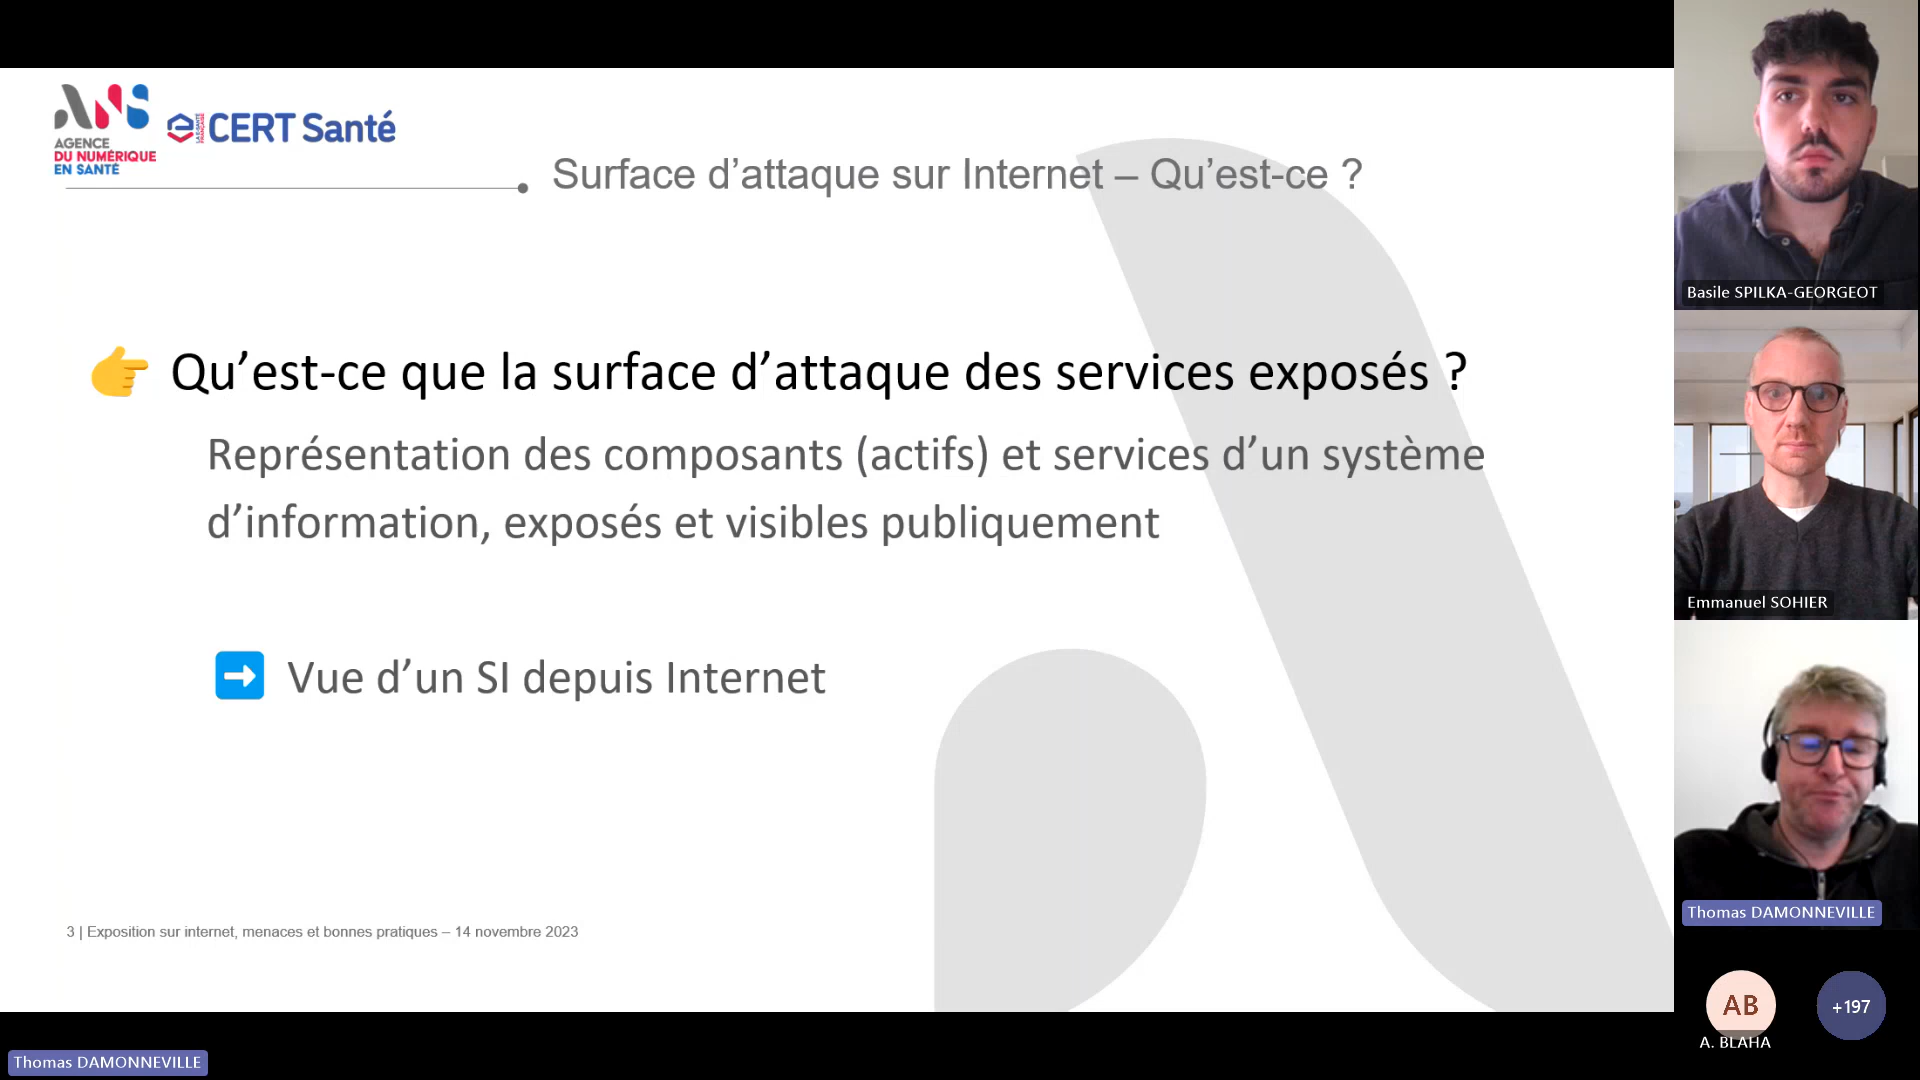 AGENCE
DU NUMÉRIQUE
EN SANTÉ
CERT Santé
Surface d’attaque sur Internet – Qu’est-ce ?
Qu’est-ce que la surface d’attaque des services exposés ?
Représentation des composants (actifs) et services d’un système
d’information, exposés et visibles publiquement
Vue d’un SI depuis Internet
3 | Exposition sur internet, menaces et bonnes pratiques – 14 novembre 2023
Thomas DAMONNEVILLE
Basile SPILKA-GEORGEOT
Emmanuel SOHIER
Thomas DAMONNEVILLE
AB
+197
A. BLAHA